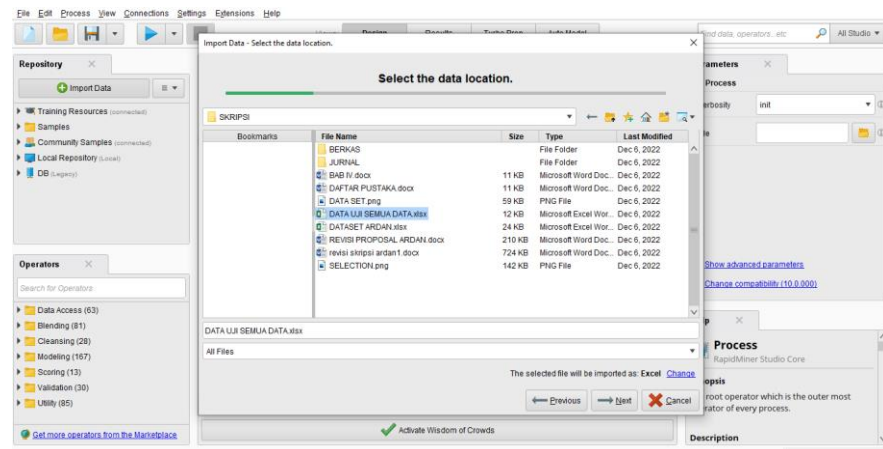 File Edit Process View Connections Settings Extensions Help
Import Data - Select the data location.
Find data, operators...etc
All Studio
Repository
Import Data
Training Resources (connected)
Samples
Community Samples (connected)
Local Repository (Local)
DB (Legacy)
Operators
Search for Operators
Data Access (63)
Blending (81)
Cleansing (28)
Modeling (167)
Scoring (13)
Validation (30)
Utility (85)
Get more operators from the Marketplace
Select the data location.
SKRIPSI
Bookmarks
File Name Size Type Last Modified
BERKAS File Folder Dec 6, 2022
JURNAL File Folder Dec 6, 2022
BAB IV.docx 11 KB Microsoft Word Doc... Dec 6, 2022
DAFTAR PUSTAKA.docx 11 KB Microsoft Word Doc... Dec 6, 2022
DATA SET.png 59 KB PNG File Dec 6, 2022
DATA UJI SEMUA DATA.xlsx 12 KB Microsoft Excel Wor... Dec 6, 2022
DATASET ARDAN.xlsx 24 KB Microsoft Excel Wor... Dec 6, 2022
REVISI PROPOSAL ARDAN.docx 210 KB Microsoft Word Doc... Dec 6, 2022
revisi skripsi ardan1.docx 724 KB Microsoft Word Doc... Dec 6, 2022
SELECTION.png 142 KB PNG File Dec 6, 2022
DATA UJI SEMUA DATA.xlsx
All Files
The selected file will be imported as: Excel Change
Previous Next Cancel
Activate Wisdom of Crowds
Process
init
Show advanced parameters
Change compatibility (10.0.000)
Process
RapidMiner Studio Core
root operator which is the outer most
of every process.
Description